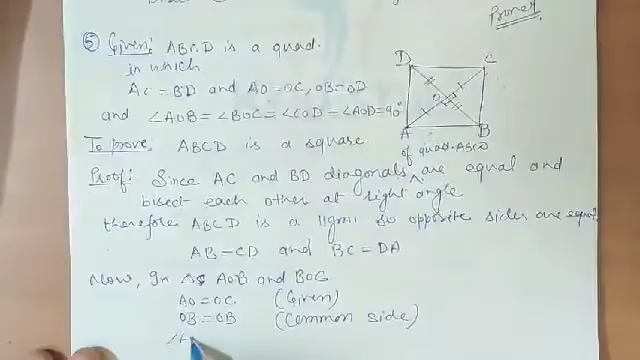 Proved
⑤ Given: ABCD is a quad.
in which
AC = BD and AO = OC, OB = OD
and ∠AOB = ∠BOC = ∠COD = ∠AOD = 90°
D C
O
A B
To prove: ABCD is a square
of quad. ABCD
Proof: Since AC and BD diagonals ^ are equal and
bisect each other at right angle
therefore ABCD is a llgm so opposite sides are equal
AB = CD and BC = DA
Now, In Δs AOB and BOC
AO = OC (Given)
OB = OB (Common side)